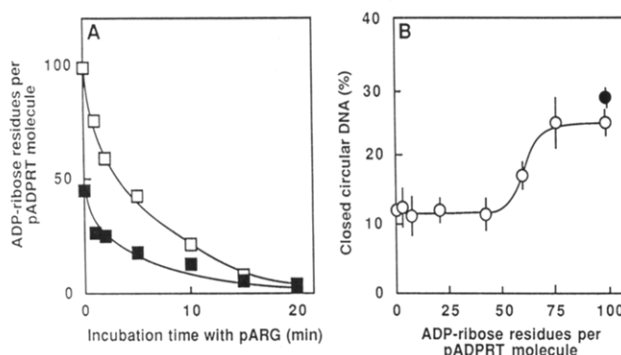 A
ADP-ribose residues per
pADPRT molecule
100
50
0
0
10
20
Incubation time with pARG (min)
B
Closed circular DNA (%)
40
30
20
10
0
0
25
50
75
100
ADP-ribose residues per
pADPRT molecule